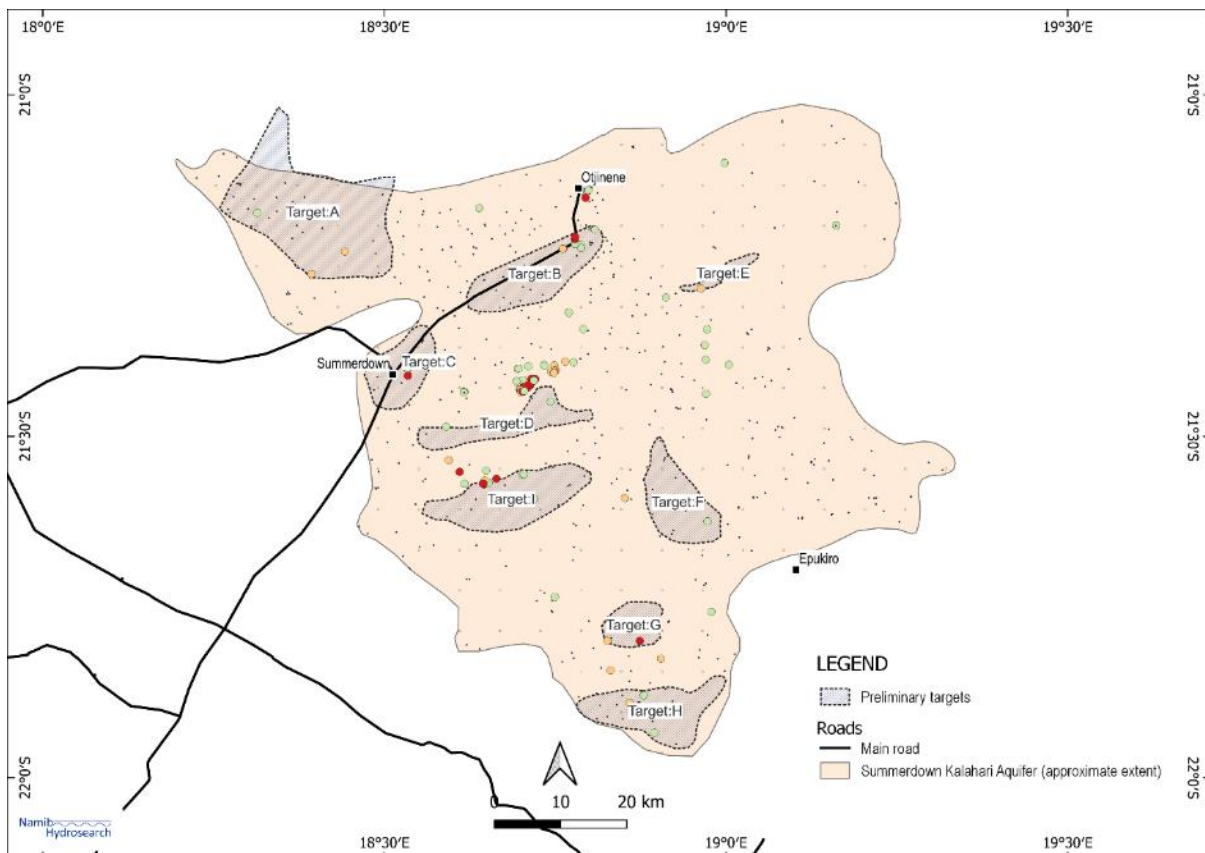 18°0'E
18°30'E
19°0'E
19°30'E
21°0'S
21°0'S
Otjinene
Target:A
Target:B
Target:E
Summerdown
Target:C
Target:D
21°30'S
21°30'S
Target:I
Target:F
Epukiro
Target:G
LEGEND
Preliminary targets
Target:H
Roads
Main road
Summerdown Kalahari Aquifer (approximate extent)
22°0'S
22°0'S
0 10 20 km
Namib
Hydrosearch
18°30'E
19°0'E
19°30'E